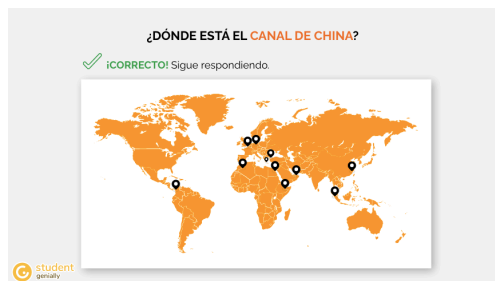 ¿DÓNDE ESTÁ EL CANAL DE CHINA?
¡CORRECTO! Sigue respondiendo.
student
genially